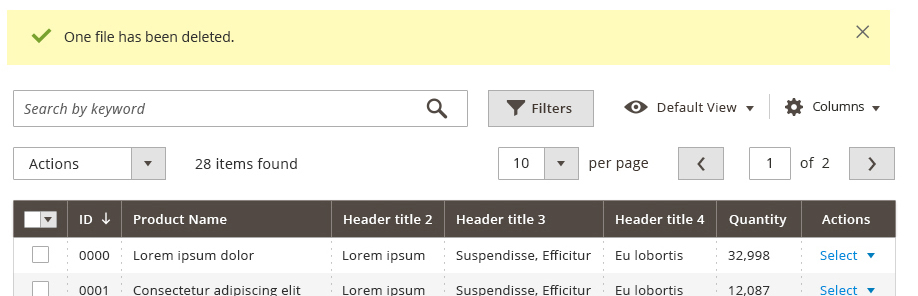 One file has been deleted.
Search by keyword Filters Default View Columns
Actions 28 items found 10 per page 1 of 2
ID Product Name Header title 2 Header title 3 Header title 4 Quantity Actions
0000 Lorem ipsum dolor Lorem ipsum Suspendisse, Efficitur Eu lobortis 32,998 Select
0001 Consectetur adipiscing elit Lorem ipsum Suspendisse, Efficitur Eu lobortis 12,087 Select